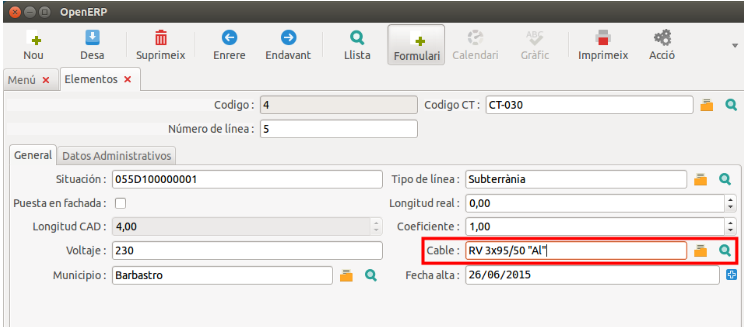 OpenERP
Nou Desa Suprimeix Enrere Endavant Llista Formulari Calendari Gràfic Imprimeix Acció
Menú Elementos
Codigo : 4 Codigo CT : CT-030
Número de línea : 5
General Datos Administrativos
Situación : 055D100000001 Tipo de línea : Subterrània
Puesta en fachada : Longitud real : 0,00
Longitud CAD : 4,00 Coeficiente : 1,00
Voltaje : 230 Cable : RV 3x95/50 "Al"
Municipio : Barbastro Fecha alta : 26/06/2015